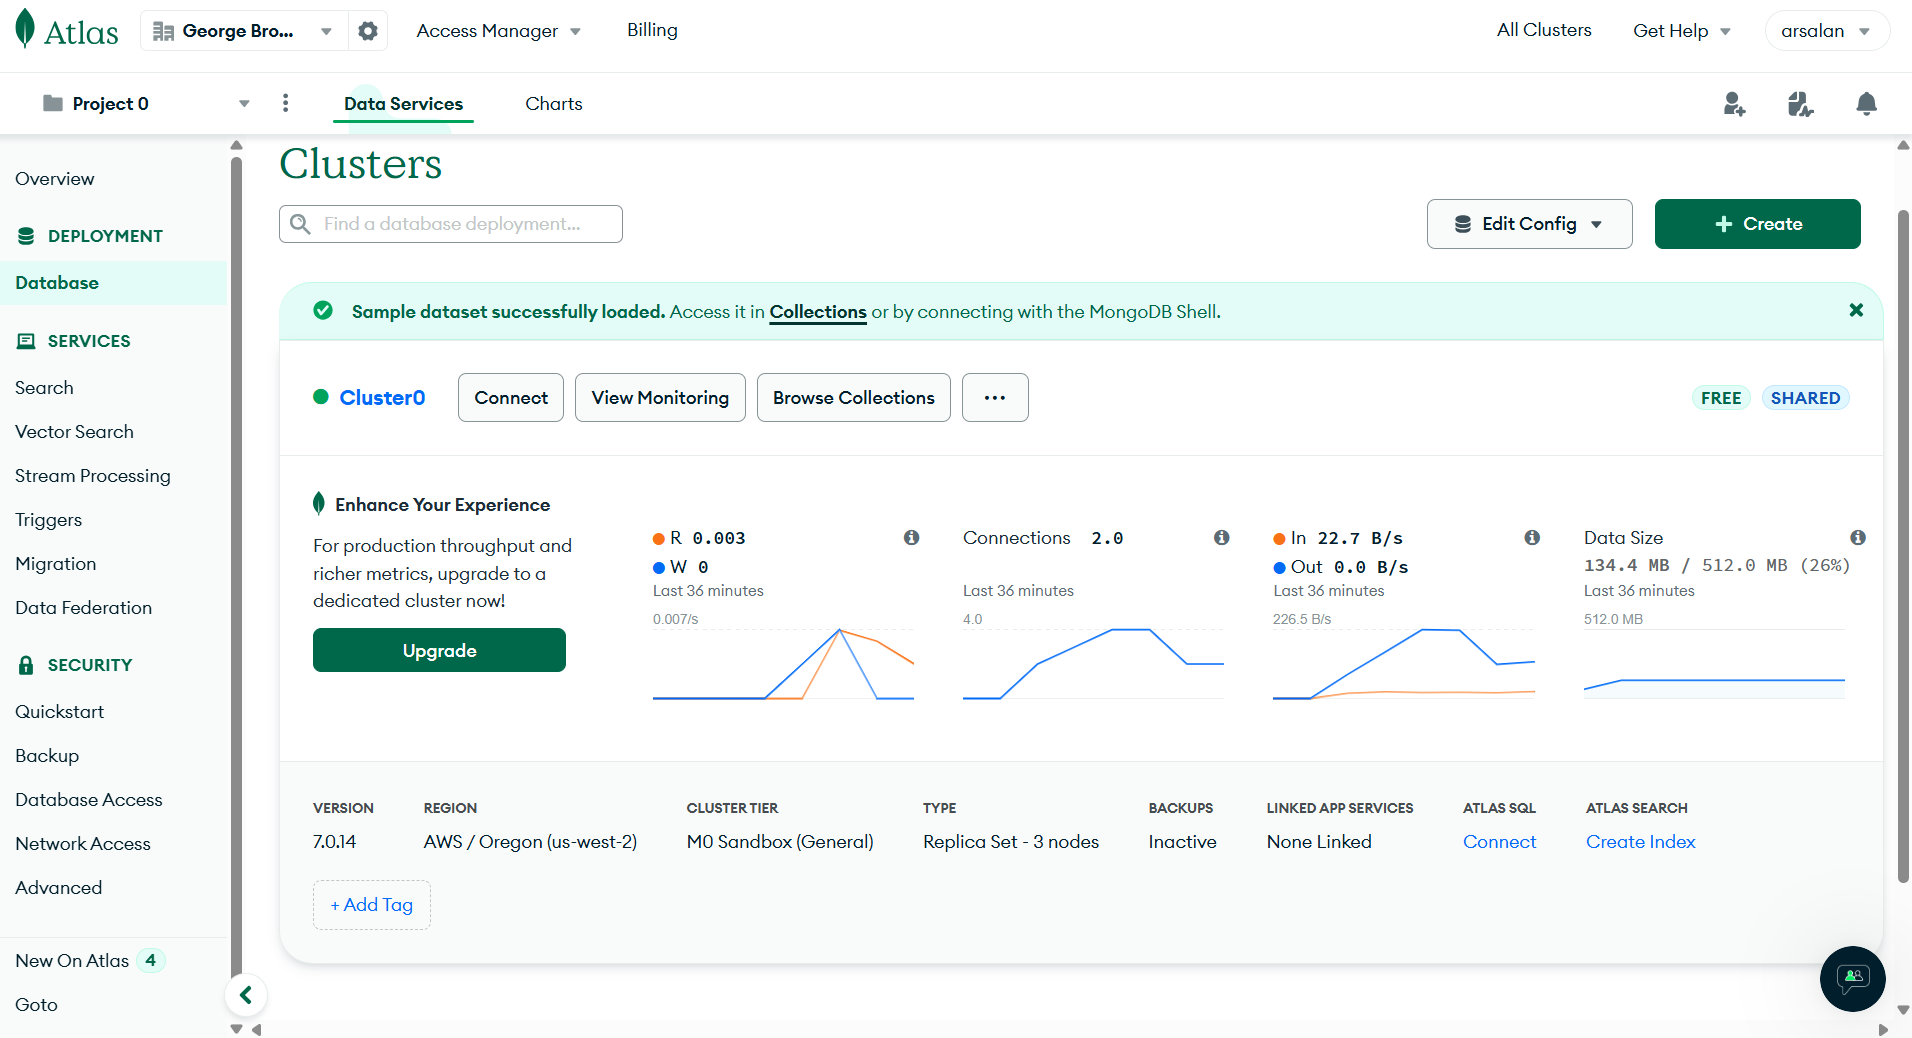 Atlas
George Bro...
Access Manager
Billing
All Clusters
Get Help
arsalan
Project 0
Data Services
Charts
Overview
DEPLOYMENT
Database
SERVICES
Search
Vector Search
Stream Processing
Triggers
Migration
Data Federation
SECURITY
Quickstart
Backup
Database Access
Network Access
Advanced
New On Atlas 4
Goto
Clusters
Find a database deployment...
Edit Config
+ Create
Sample dataset successfully loaded. Access it in Collections or by connecting with the MongoDB Shell.
Cluster0
Connect
View Monitoring
Browse Collections
...
FREE
SHARED
Enhance Your Experience
For production throughput and
richer metrics, upgrade to a
dedicated cluster now!
Upgrade
R 0.003
W 0
Last 36 minutes
0.007/s
Connections 2.0
Last 36 minutes
4.0
In 22.7 B/s
Out 0.0 B/s
Last 36 minutes
226.5 B/s
Data Size
134.4 MB / 512.0 MB (26%)
Last 36 minutes
512.0 MB
VERSION
7.0.14
REGION
AWS / Oregon (us-west-2)
CLUSTER TIER
M0 Sandbox (General)
TYPE
Replica Set - 3 nodes
BACKUPS
Inactive
LINKED APP SERVICES
None Linked
ATLAS SQL
Connect
ATLAS SEARCH
Create Index
+ Add Tag